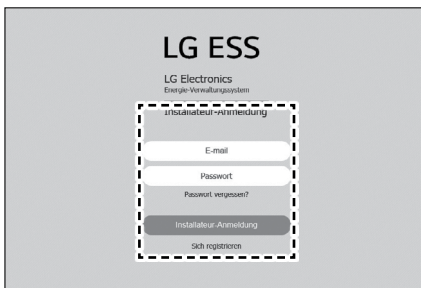 LG ESS
LG Electronics
Energie-Verwaltungssystem
Installateur-Anmeldung
E-mail
Passwort
Passwort vergessen?
Installateur-Anmeldung
Sich registrieren